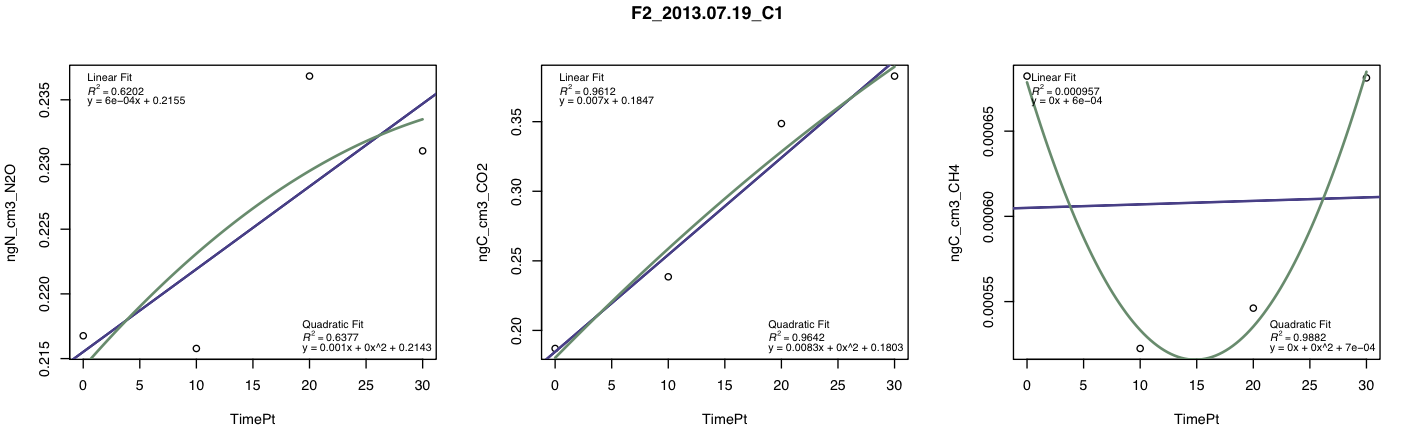 F2_2013.07.19_C1
ngN_cm3_N2O
0.235
0.230
0.225
0.220
0.215
Linear Fit
R² = 0.6202
y = 6e−04x + 0.2155
Quadratic Fit
R² = 0.6377
y = 0.001x + 0x^2 + 0.2143
0 5 10 15 20 25 30
TimePt
ngC_cm3_CO2
0.35
0.30
0.25
0.20
Linear Fit
R² = 0.9612
y = 0.007x + 0.1847
Quadratic Fit
R² = 0.9642
y = 0.0083x + 0x^2 + 0.1803
0 5 10 15 20 25 30
TimePt
ngC_cm3_CH4
0.00065
0.00060
0.00055
Linear Fit
R² = 0.000957
y = 0x + 6e−04
Quadratic Fit
R² = 0.9882
y = 0x + 0x^2 + 7e−04
0 5 10 15 20 25 30
TimePt